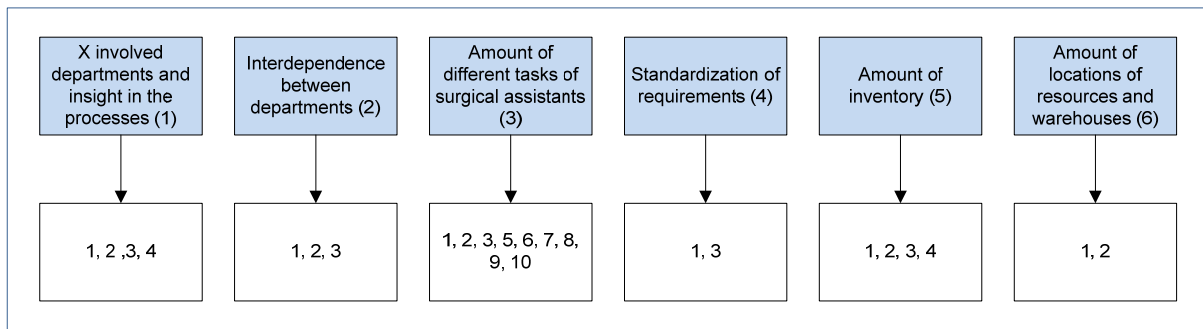 X involved
departments and
insight in the
processes (1)
Interdependence
between
departments (2)
Amount of
different tasks of
surgical assistants
(3)
Standardization of
requirements (4)
Amount of
inventory (5)
Amount of
locations of
resources and
warehouses (6)
1, 2 ,3, 4
1, 2, 3
1, 2, 3, 5, 6, 7, 8,
9, 10
1, 3
1, 2, 3, 4
1, 2